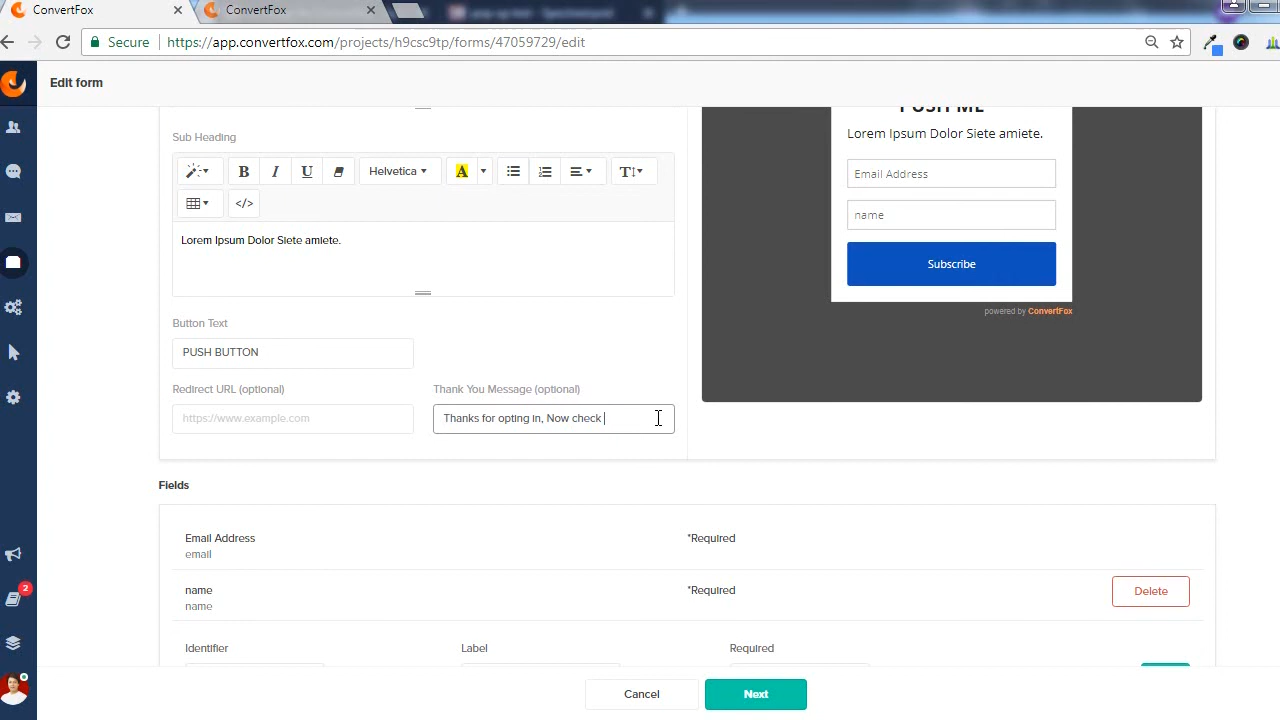 ConvertFox
ConvertFox
Secure
https://app.convertfox.com/projects/h9csc9tp/forms/47059729/edit
Edit form
Sub Heading
B I U Helvetica A T
</>
Lorem Ipsum Dolor Siete amiete.
Button Text
PUSH BUTTON
Redirect URL (optional)
Thank You Message (optional)
https://www.example.com
Thanks for opting in, Now check
PUSH ME
Lorem Ipsum Dolor Siete amiete.
Email Address
name
Subscribe
powered by ConvertFox
Fields
Email Address
*Required
email
name
*Required
name
Delete
Identifier
Label
Required
2
Cancel
Next